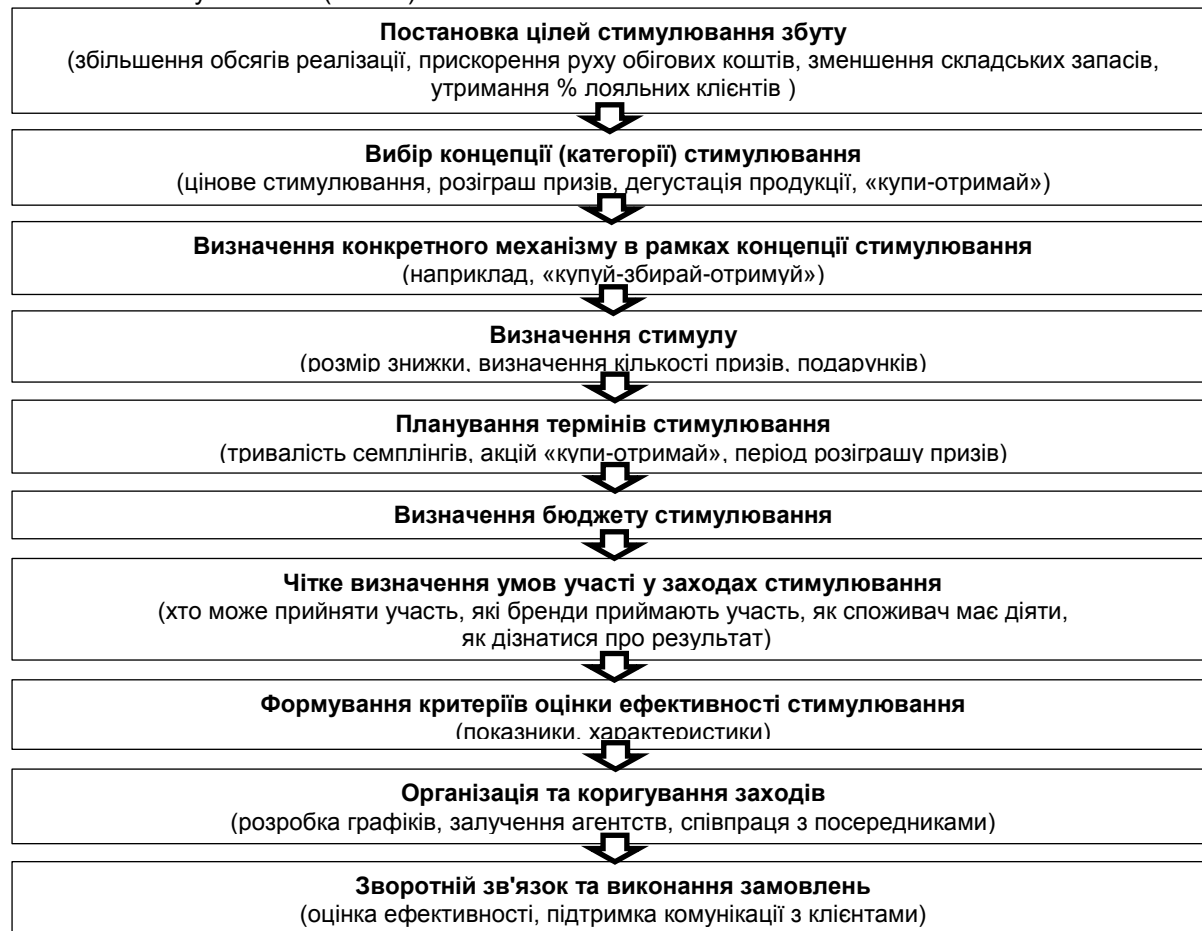 Постановка цілей стимулювання збуту
(збільшення обсягів реалізації, прискорення руху обігових коштів, зменшення складських запасів,
утримання % лояльних клієнтів )
Вибір концепції (категорії) стимулювання
(цінове стимулювання, розіграш призів, дегустація продукції, «купи-отримай»)
Визначення конкретного механізму в рамках концепції стимулювання
(наприклад, «купуй-збирай-отримуй»)
Визначення стимулу
(розмір знижки, визначення кількості призів, подарунків)
Планування термінів стимулювання
(тривалість семплінгів, акцій «купи-отримай», період розіграшу призів)
Визначення бюджету стимулювання
Чітке визначення умов участі у заходах стимулювання
(хто може прийняти участь, які бренди приймають участь, як споживач має діяти,
як дізнатися про результат)
Формування критеріїв оцінки ефективності стимулювання
(показники, характеристики)
Організація та коригування заходів
(розробка графіків, залучення агентств, співпраця з посередниками)
Зворотній зв'язок та виконання замовлень
(оцінка ефективності, підтримка комунікації з клієнтами)